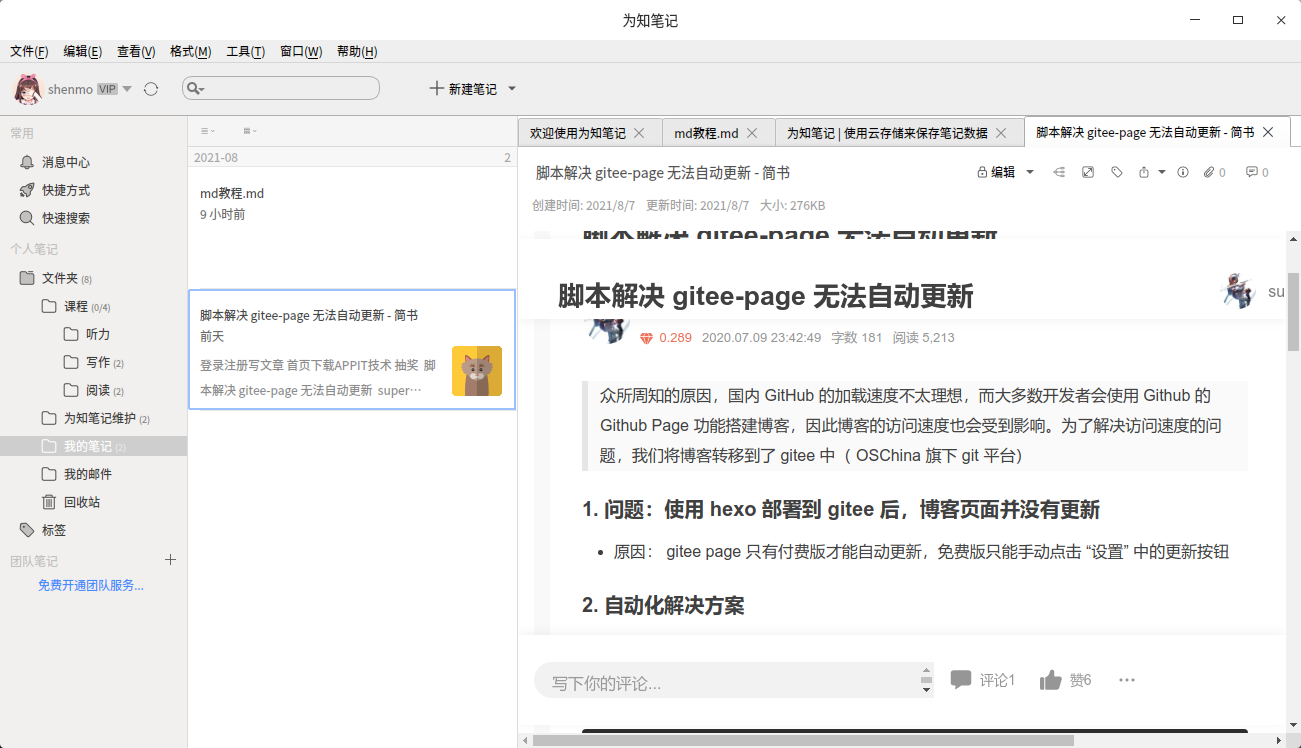 为知笔记
文件(F) 编辑(E) 查看(V) 格式(M) 工具(T) 窗口(W) 帮助(H)
shenmo VIP
新建笔记
常用
消息中心
快捷方式
快速搜索
个人笔记
文件夹 (8)
课程 (0/4)
听力
写作 (2)
阅读 (2)
为知笔记维护 (2)
我的笔记 (2)
我的邮件
回收站
标签
团队笔记
免费开通团队服务...
2021-08 2
md教程.md
9 小时前
脚本解决 gitee-page 无法自动更新 - 简书
前天
登录注册写文章 首页下载APPIT技术 抽奖 脚
本解决 gitee-page 无法自动更新 super…
欢迎使用为知笔记
md教程.md
为知笔记 | 使用云存储来保存笔记数据
脚本解决 gitee-page 无法自动更新 - 简书
脚本解决 gitee-page 无法自动更新 - 简书
编辑
0
0
创建时间: 2021/8/7 更新时间: 2021/8/7 大小: 276KB
脚本解决 gitee-page 无法自动更新
脚本解决 gitee-page 无法自动更新
su
0.289 2020.07.09 23:42:49 字数 181 阅读 5,213
众所周知的原因，国内 GitHub 的加载速度不太理想，而大多数开发者会使用 Github 的
Github Page 功能搭建博客，因此博客的访问速度也会受到影响。为了解决访问速度的问
题，我们将博客转移到了 gitee 中（ OSChina 旗下 git 平台）
1. 问题：使用 hexo 部署到 gitee 后，博客页面并没有更新
• 原因： gitee page 只有付费版才能自动更新，免费版只能手动点击 “设置” 中的更新按钮
2. 自动化解决方案
写下你的评论...
评论1
赞6